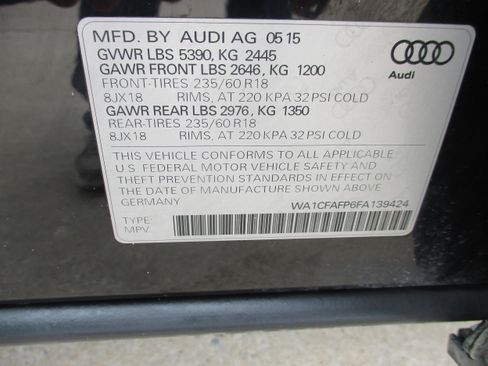 MFD. BY AUDI AG 05 15
GVWR LBS 5390, KG 2445
GAWR FRONT LBS 2646, KG 1200
FRONT-TIRES 235/60 R18
8JX18 RIMS, AT 220 KPA 32 PSI COLD
GAWR REAR LBS 2976, KG 1350
REAR-TIRES 235/60 R18
8JX18 RIMS, AT 220 KPA 32 PSI COLD
THIS VEHICLE CONFORMS TO ALL APPLICABLE
U.S. FEDERAL MOTOR VEHICLE SAFETY AND
THEFT PREVENTION STANDARDS IN EFFECT ON
THE DATE OF MANUFACTURE SHOWN ABOVE.
GERMANY WA1CFAFP6FA139424
TYPE:
MPV
Audi